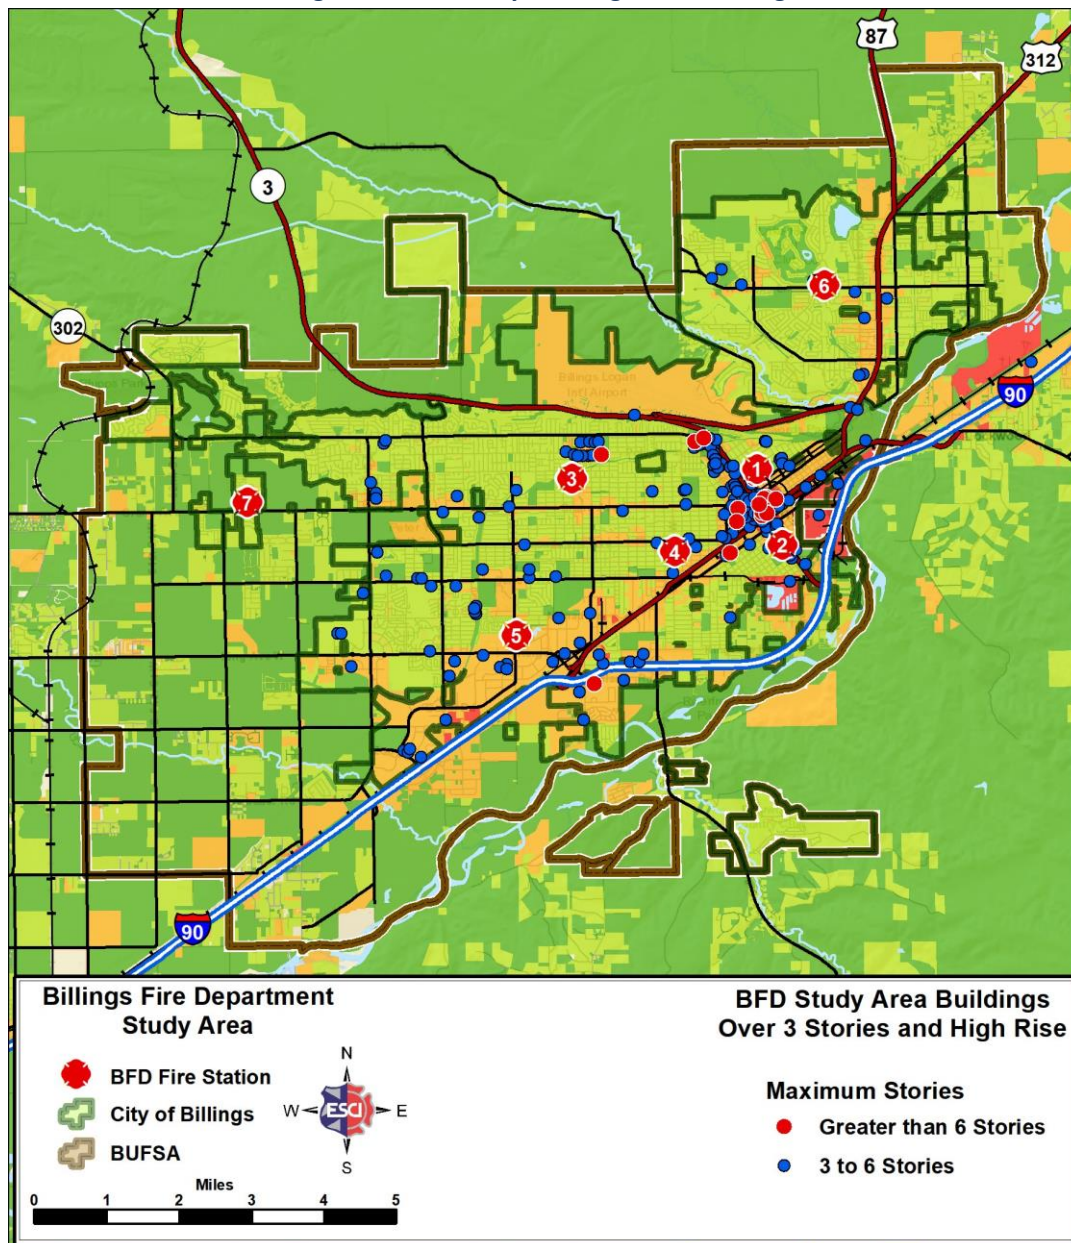 87
312
3
6
302
Billings Logan
Int'l Airport
90
LOCKWOOD
1
3
7
2
4
5
90
Billings Fire Department
Study Area
BFD Fire Station
City of Billings
BUFSA
N
W
ESCI
E
S
Miles
0 1 2 3 4 5
BFD Study Area Buildings
Over 3 Stories and High Rise
Maximum Stories
Greater than 6 Stories
3 to 6 Stories